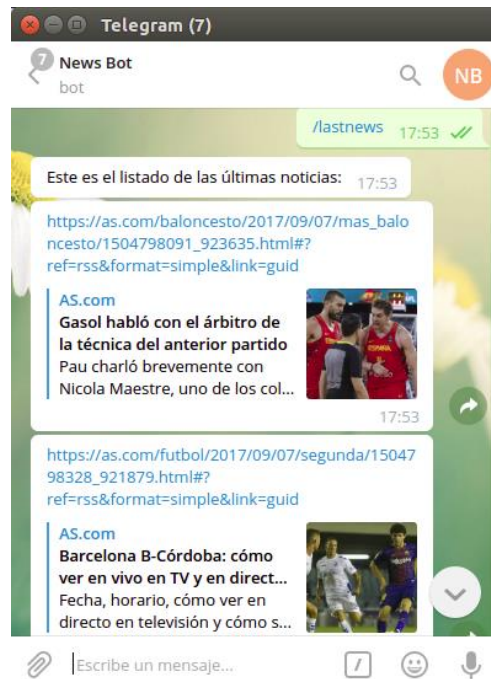 Telegram (7)
7
News Bot
bot
NB
/lastnews 17:53
Este es el listado de las últimas noticias: 17:53
https://as.com/baloncesto/2017/09/07/mas_balo
ncesto/1504798091_923635.html#?
ref=rss&format=simple&link=guid
AS.com
Gasol habló con el árbitro de
la técnica del anterior partido
Pau charló brevemente con
Nicola Maestre, uno de los col...
17:53
https://as.com/futbol/2017/09/07/segunda/15047
98328_921879.html#?
ref=rss&format=simple&link=guid
AS.com
Barcelona B-Córdoba: cómo
ver en vivo en TV y en direct...
Fecha, horario, cómo ver en
directo en televisión y cómo s...
Escribe un mensaje...